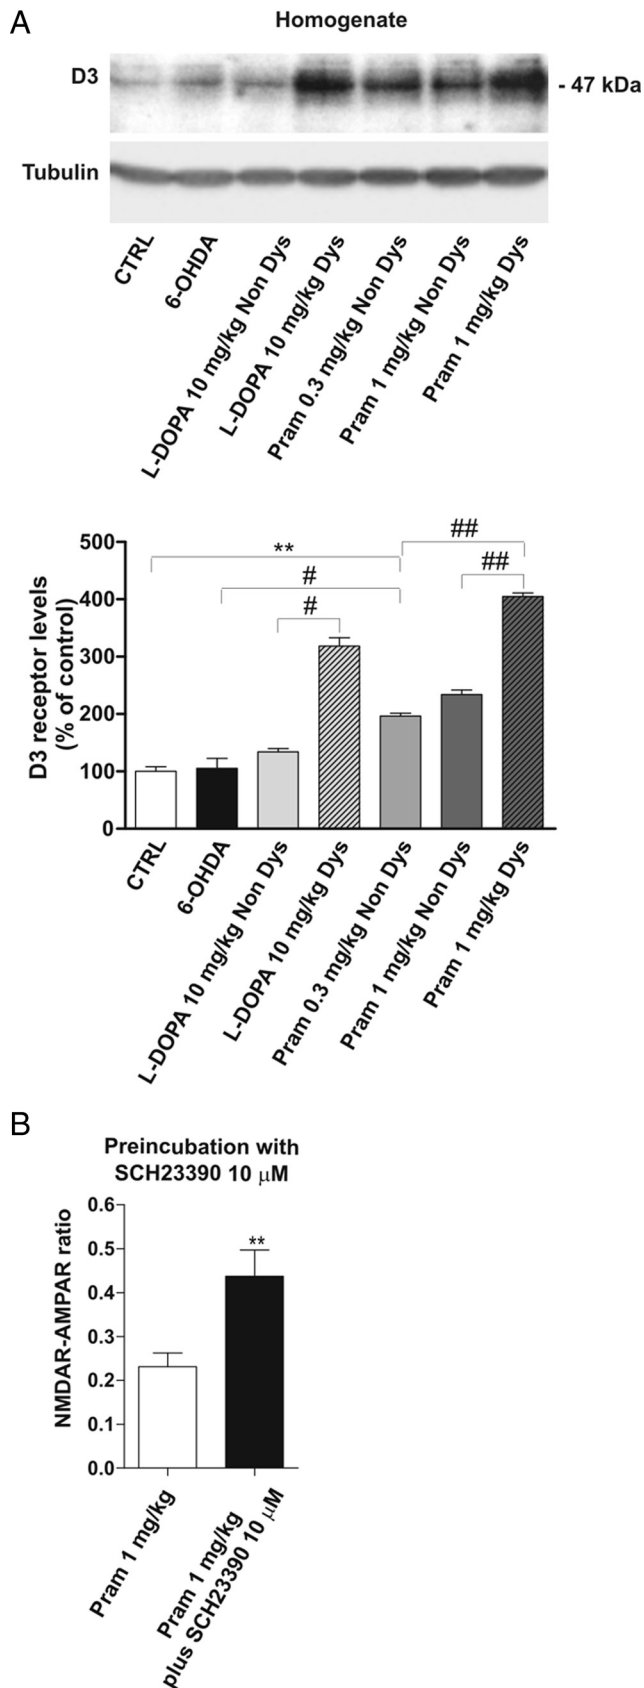 A
Homogenate
D3
- 47 kDa
Tubulin
CTRL
6-OHDA
L-DOPA 10 mg/kg Non Dys
L-DOPA 10 mg/kg Dys
Pram 0.3 mg/kg Non Dys
Pram 1 mg/kg Non Dys
Pram 1 mg/kg Dys
D3 receptor levels
(% of control)
500
400
300
200
100
0
**
#
#
##
##
CTRL
6-OHDA
L-DOPA 10 mg/kg Non Dys
L-DOPA 10 mg/kg Dys
Pram 0.3 mg/kg Non Dys
Pram 1 mg/kg Non Dys
Pram 1 mg/kg Dys
B
Preincubation with
SCH23390 10 μM
NMDAR-AMPAR ratio
0.6
0.5
0.4
0.3
0.2
0.1
0.0
**
Pram 1 mg/kg
Pram 1 mg/kg
plus SCH23390 10 μM